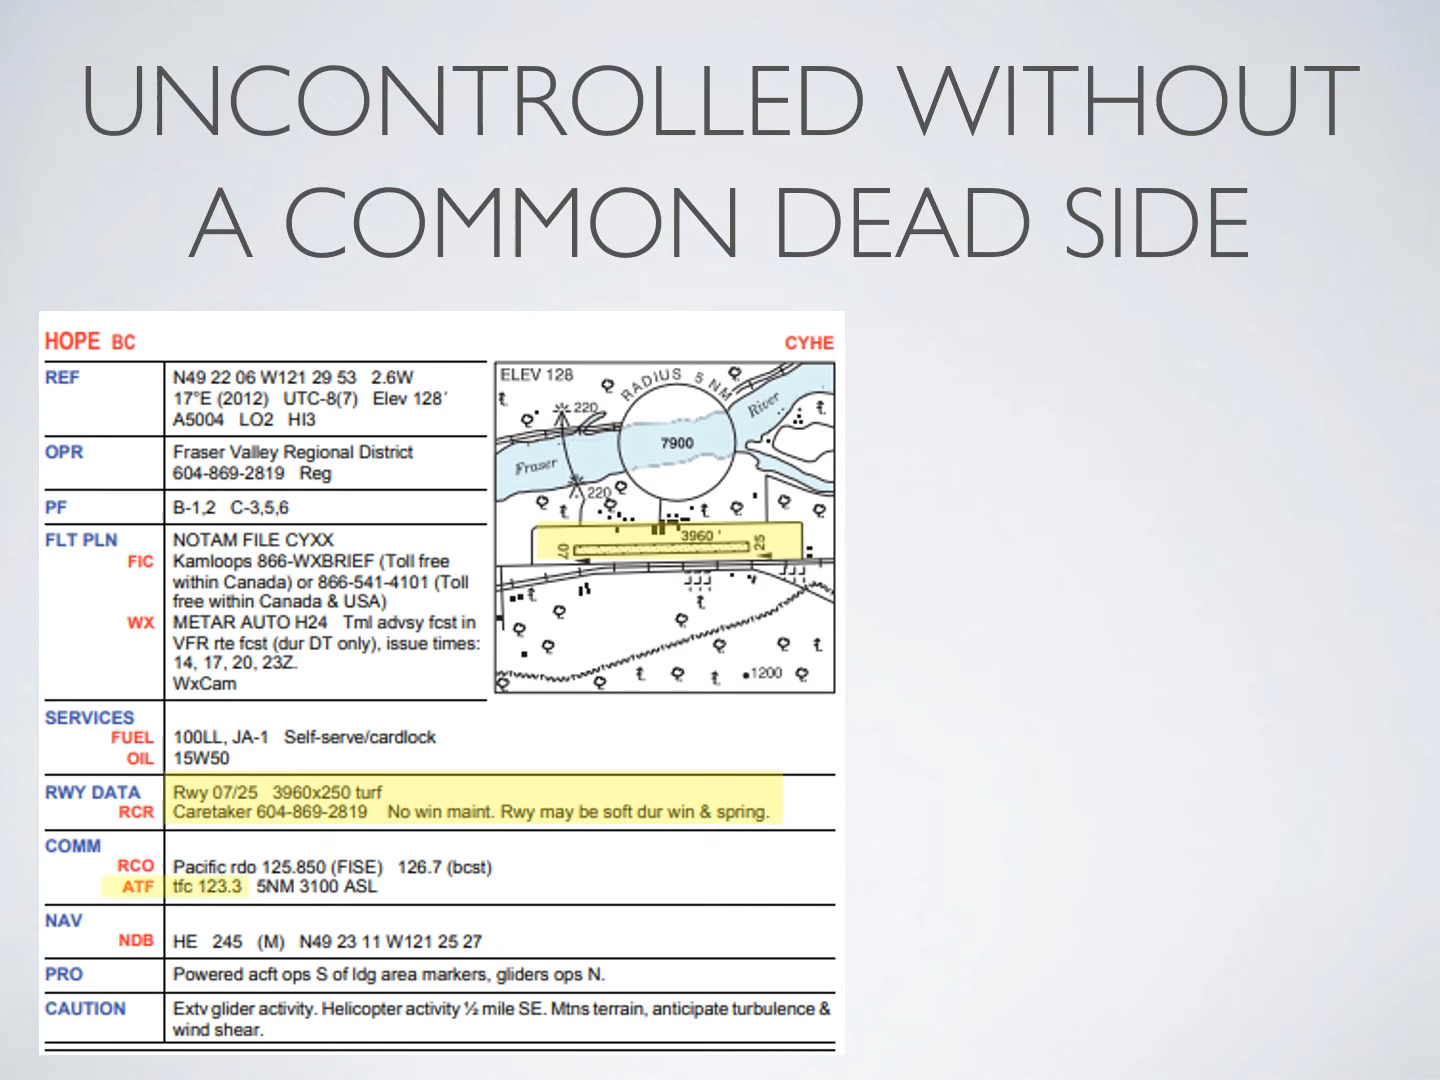 UNCONTROLLED WITHOUT
A COMMON DEAD SIDE
HOPE BC
CYHE
REF
N49 22 06 W121 29 53 2.6W
17°E (2012) UTC-8(7) Elev 128'
A5004 LO2 HI3
OPR
Fraser Valley Regional District
604-869-2819 Reg
PF
B-1,2 C-3,5,6
FLT PLN
NOTAM FILE CYXX
FIC
Kamloops 866-WXBRIEF (Toll free
within Canada) or 866-541-4101 (Toll
free within Canada & USA)
WX
METAR AUTO H24 Tml advsy fcst in
VFR rte fcst (dur DT only), issue times:
14, 17, 20, 23Z.
WxCam
ELEV 128
RADIUS 5 NM
River
220
7900
Fraser
220
3960 '
07
25
1200
SERVICES
FUEL
100LL, JA-1 Self-serve/cardlock
OIL
15W50
RWY DATA
Rwy 07/25 3960x250 turf
RCR
Caretaker 604-869-2819 No win maint. Rwy may be soft dur win & spring.
COMM
RCO
Pacific rdo 125.850 (FISE) 126.7 (bcst)
ATF
tfc 123.3 5NM 3100 ASL
NAV
NDB
HE 245 (M) N49 23 11 W121 25 27
PRO
Powered acft ops S of ldg area markers, gliders ops N.
CAUTION
Extv glider activity. Helicopter activity ½ mile SE. Mtns terrain, anticipate turbulence &
wind shear.